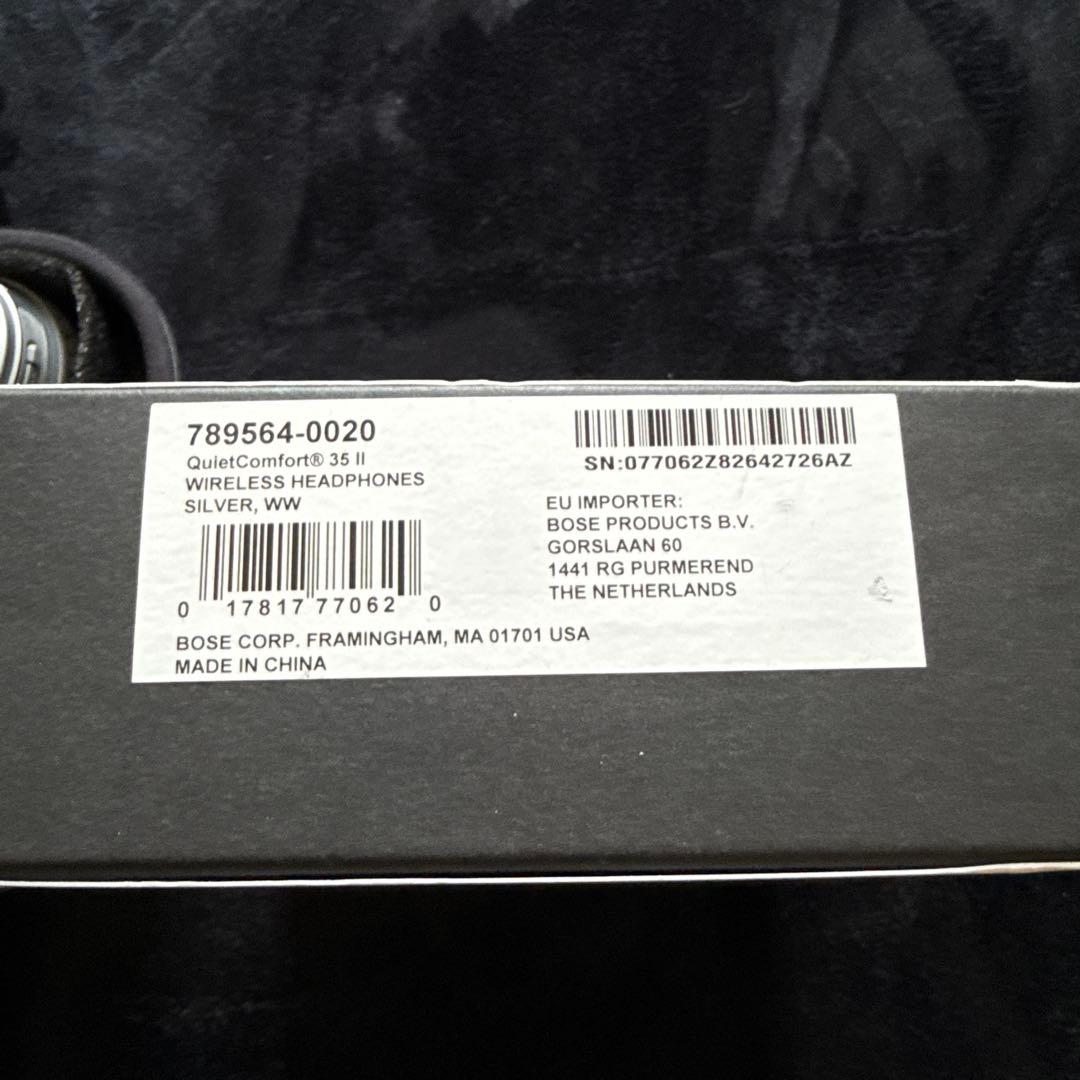 789564-0020
QuietComfort® 35 II
WIRELESS HEADPHONES
SILVER, WW
0 17817 77062 0
SN:077062Z82642726AZ
EU IMPORTER:
BOSE PRODUCTS B.V.
GORSLAAN 60
1441 RG PURMEREND
THE NETHERLANDS
BOSE CORP. FRAMINGHAM, MA 01701 USA
MADE IN CHINA